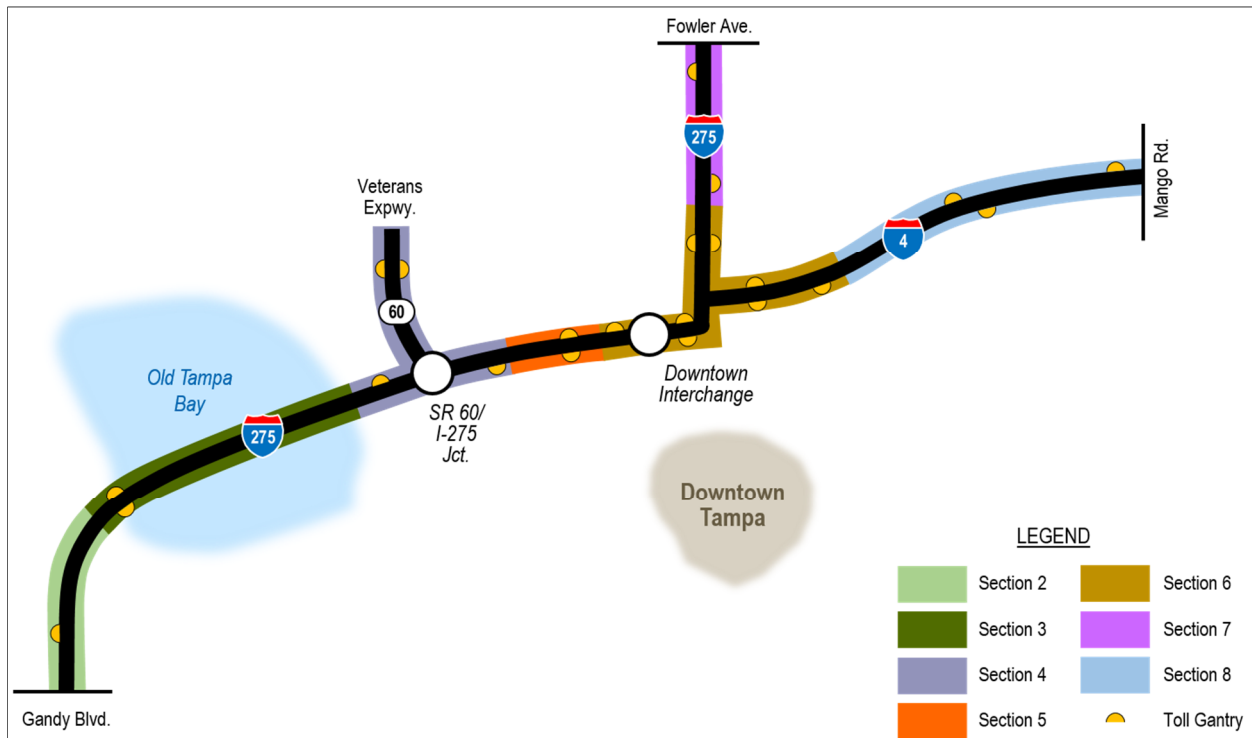 Fowler Ave.
275
Mango Rd.
Veterans
Expwy.
4
60
Old Tampa
Bay
Downtown
Interchange
SR 60/
I-275
Jct.
275
Downtown
Tampa
LEGEND
Section 2
Section 6
Section 3
Section 7
Section 4
Section 8
Section 5
Toll Gantry
Gandy Blvd.